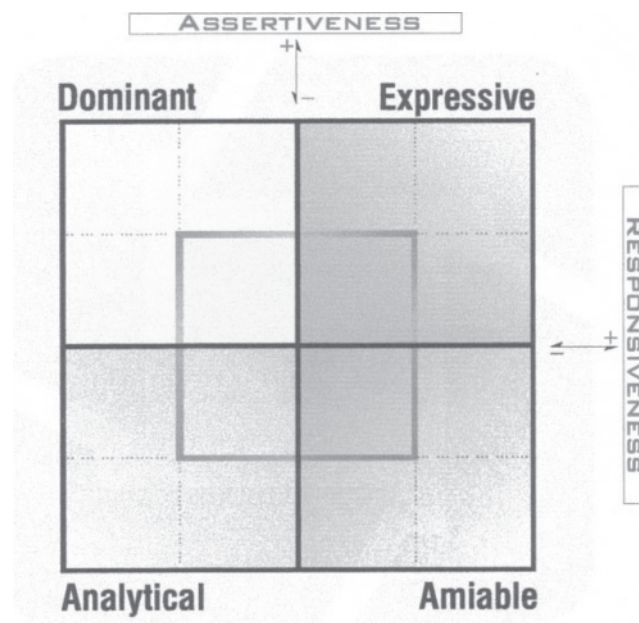 ASSERTIVENESS
+
−
Dominant Expressive
RESPONSIVENESS
− +
Analytical Amiable